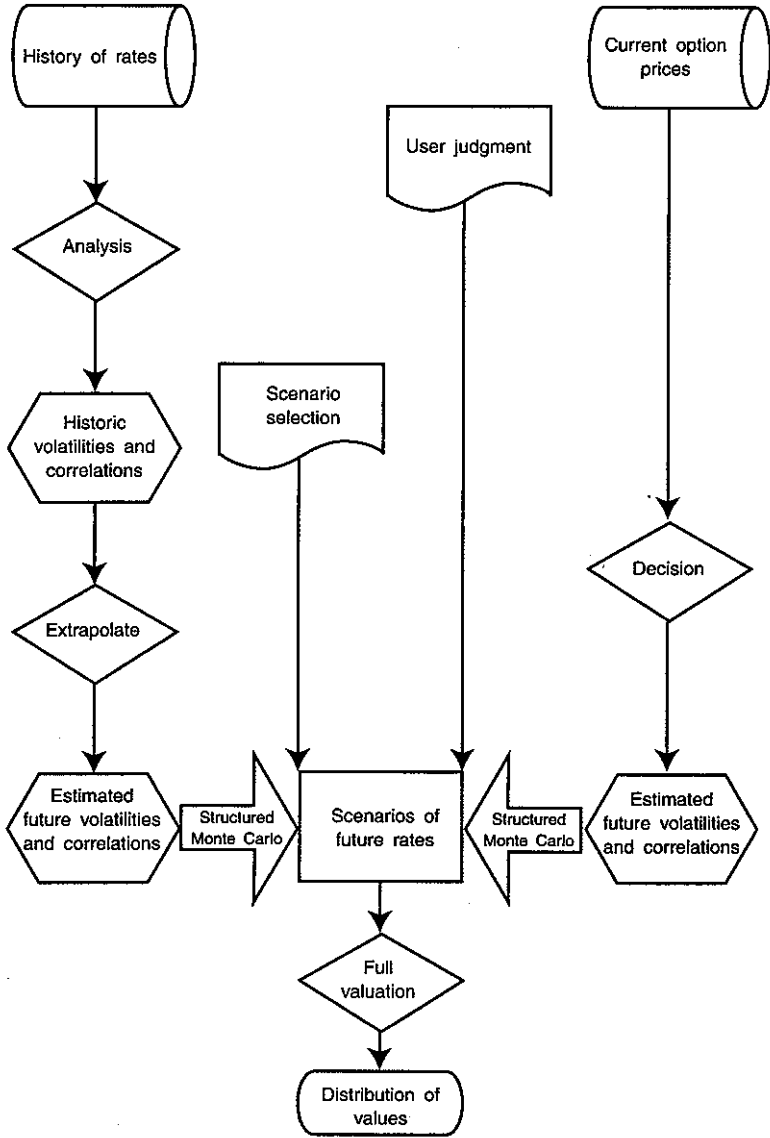 History of rates
Current option
prices
User judgment
Analysis
Scenario
selection
Historic
volatilities and
correlations
Decision
Extrapolate
Estimated
future volatilities
and correlations
Structured
Monte Carlo
Scenarios of
future rates
Structured
Monte Carlo
Estimated
future volatilities
and correlations
Full
valuation
Distribution of
values